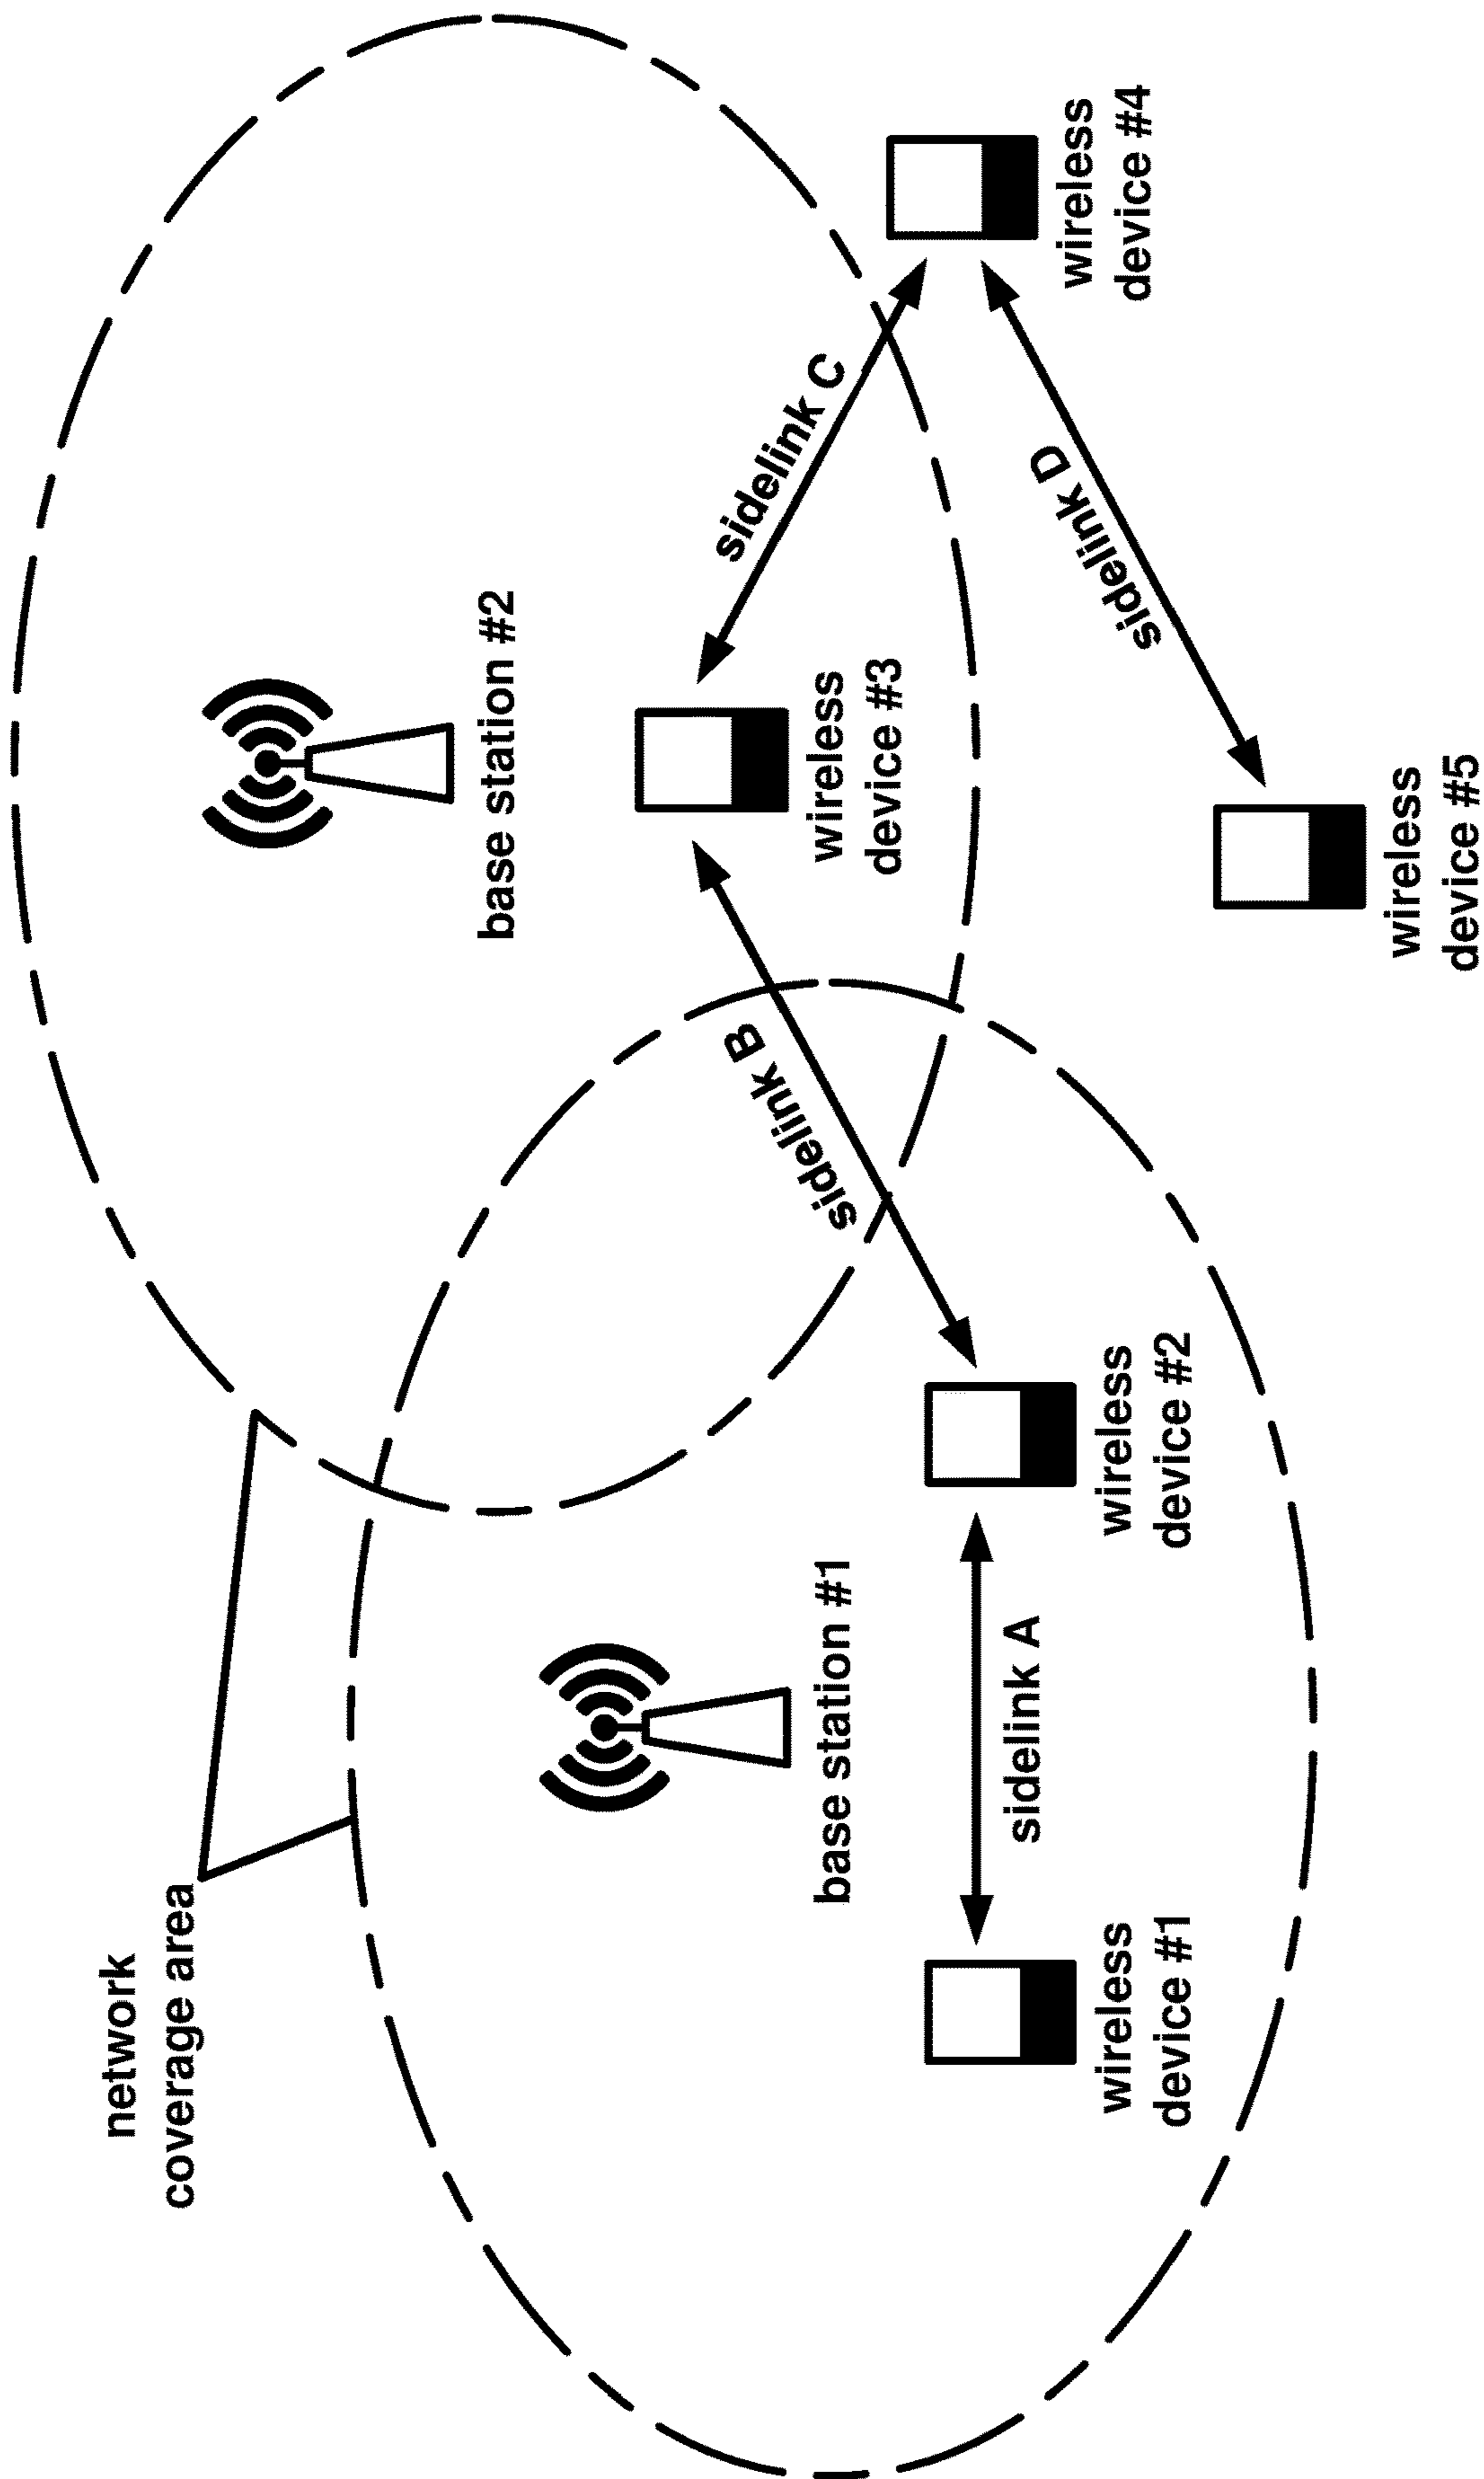 network
coverage area
base station #2
sidelink C
wireless
device #4
wireless
device #3
sidelink B
sidelink D
base station #1
wireless
device #5
wireless
device #1
sidelink A
wireless
device #2